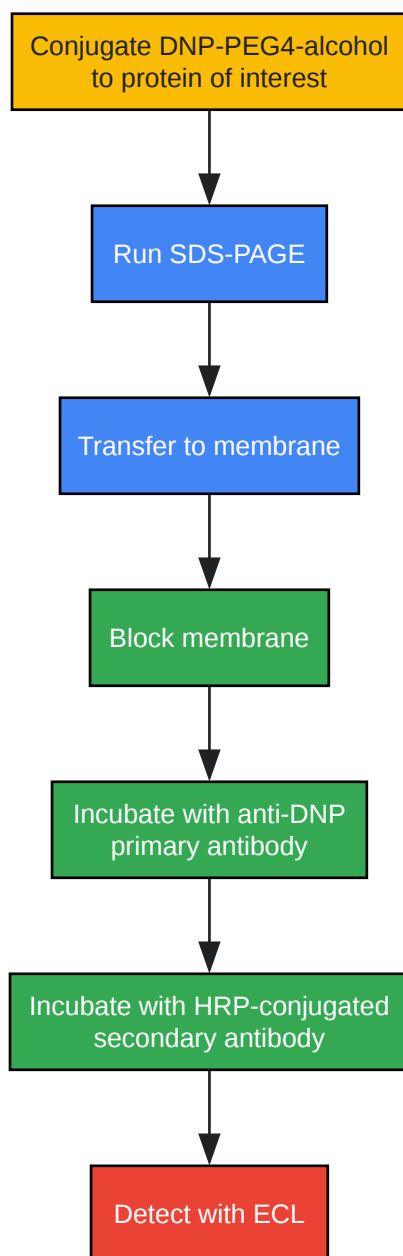 Conjugate DNP-PEG4-alcohol
to protein of interest
Run SDS-PAGE
Transfer to membrane
Block membrane
Incubate with anti-DNP
primary antibody
Incubate with HRP-conjugated
secondary antibody
Detect with ECL